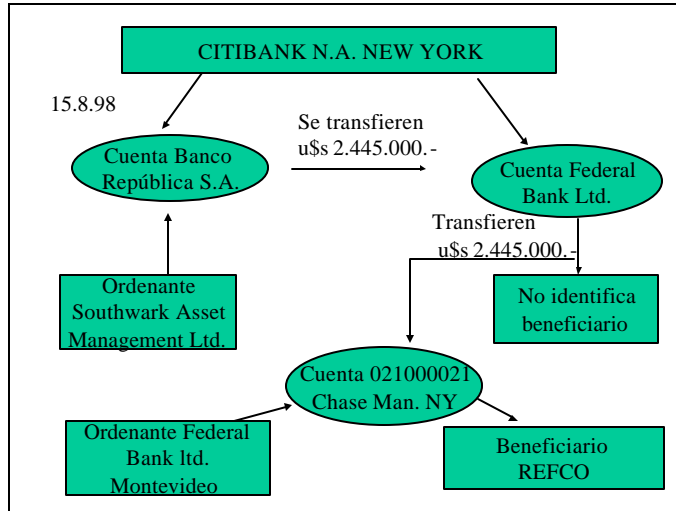 CITIBANK N.A. NEW YORK
15.8.98
Se transfieren
u$s 2.445.000.-
Cuenta Banco
República S.A.
Cuenta Federal
Bank Ltd.
Transfieren
u$s 2.445.000.-
Ordenante
Southwark Asset
Management Ltd.
No identifica
beneficiario
Cuenta 021000021
Chase Man. NY
Ordenante Federal
Bank ltd.
Montevideo
Beneficiario
REFCO